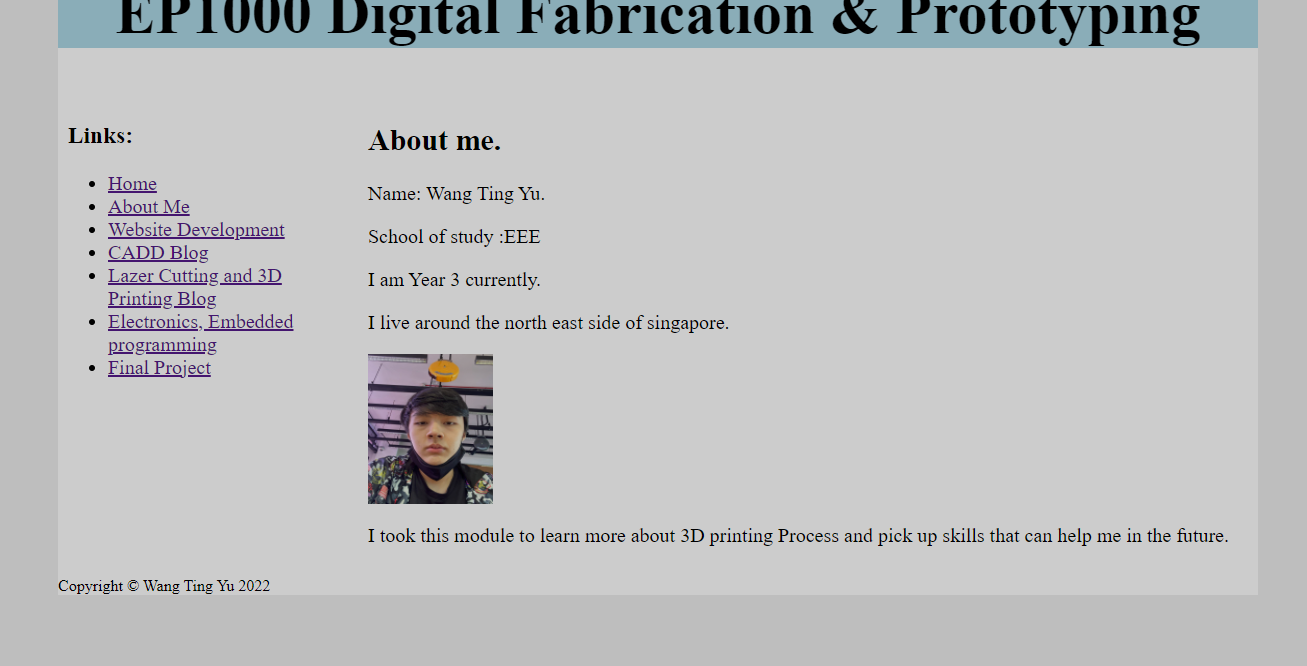 EP1000 Digital Fabrication & Prototyping
Links:
Home
About Me
Website Development
CADD Blog
Lazer Cutting and 3D
Printing Blog
Electronics, Embedded
programming
Final Project
About me.
Name: Wang Ting Yu.
School of study :EEE
I am Year 3 currently.
I live around the north east side of singapore.
I took this module to learn more about 3D printing Process and pick up skills that can help me in the future.
Copyright © Wang Ting Yu 2022